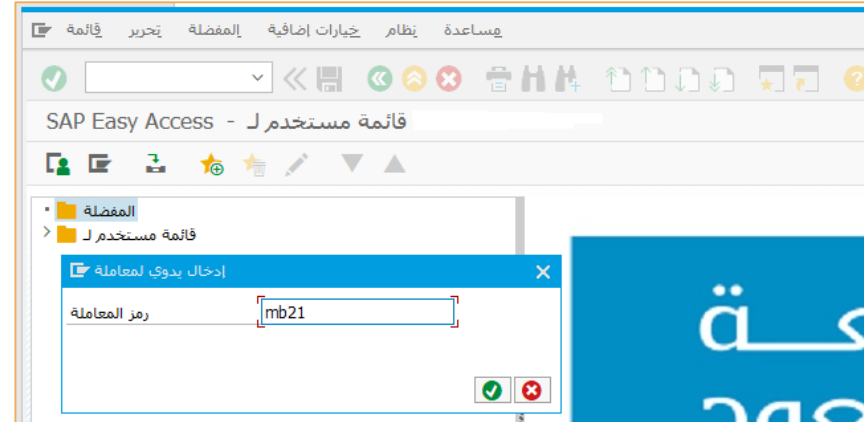 قائمة تحرير المفضلة خيارات إضافية نظام مساعدة
SAP Easy Access - قائمة مستخدم لـ
المفضلة
قائمة مستخدم لـ
إدخال يدوي لمعاملة
رمز المعاملة mb21